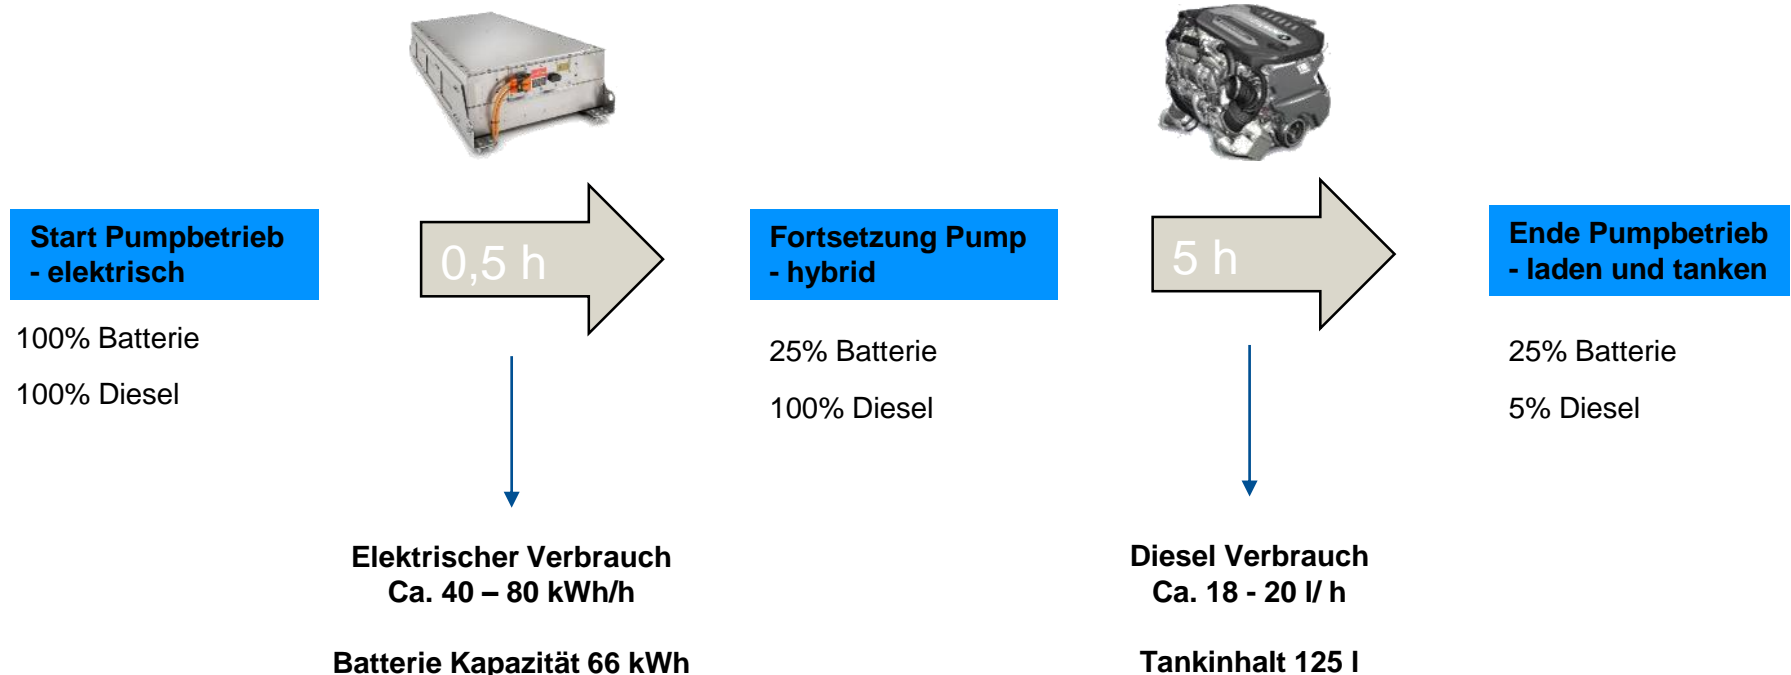 Start Pumpbetrieb
- elektrisch
100% Batterie
100% Diesel
0,5 h
Elektrischer Verbrauch
Ca. 40 – 80 kWh/h
Batterie Kapazität 66 kWh
Fortsetzung Pump
- hybrid
25% Batterie
100% Diesel
5 h
Diesel Verbrauch
Ca. 18 - 20 l/ h
Tankinhalt 125 l
Ende Pumpbetrieb
- laden und tanken
25% Batterie
5% Diesel